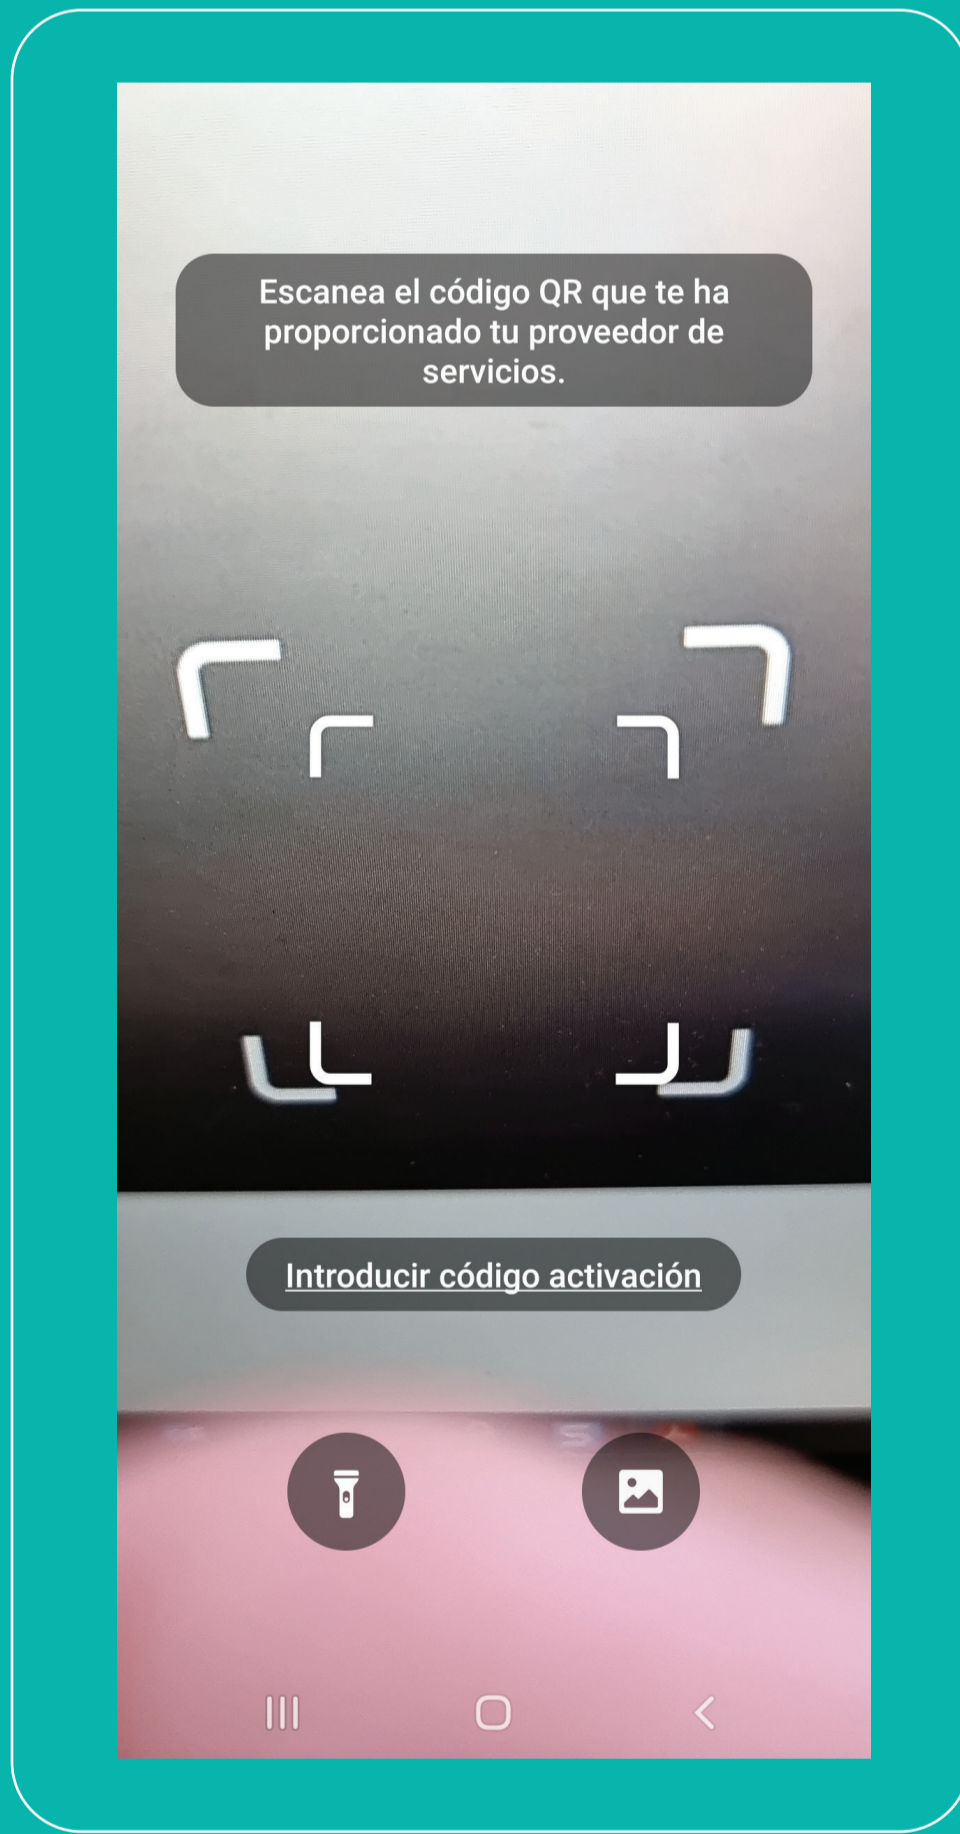 Escanea el código QR que te ha
proporcionado tu proveedor de
servicios.
Introducir código activación